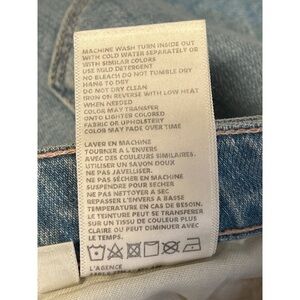 MACHINE WASH TURN INSIDE OUT
WITH COLD WATER SEPARATELY OR
WITH SIMILAR COLORS
USE MILD DETERGENT
NO BLEACH DO NOT TUMBLE DRY
HANG TO DRY
DO NOT DRY CLEAN
IRON ON REVERSE WITH LOW HEAT
WHEN NEEDED
COLOR MAY TRANSFER
ONTO LIGHTER COLORED
FABRIC OR UPHOLSTERY
COLOR MAY FADE OVER TIME
LAVER EN MACHINE
TOURNER A L'ENVERS
AVEC DES COULEURS SIMILAIRES.
UTILISER UN SAVON DOUX
NE PAS JAVELLISER.
NE PAS SÉCHER EN MACHINE
SUSPENDRE POUR SÉCHER
NE PAS NETTOYER A SEC
REPASSER A L'ENVERS A BASSE
TEMPERATURE EN CAS DE BESOIN.
LE TEINTURE PEUT SE TRANSFERER
SUR UN TISSUE DE COULEUR PLUS
CLAIRE OU PEUT DIMINUER AVEC
LE TEMPS.
L'AGENCE